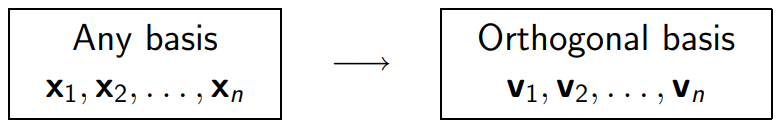 Any basis
x₁, x₂, . . . , xₙ
⟶
Orthogonal basis
v₁, v₂, . . . , vₙ